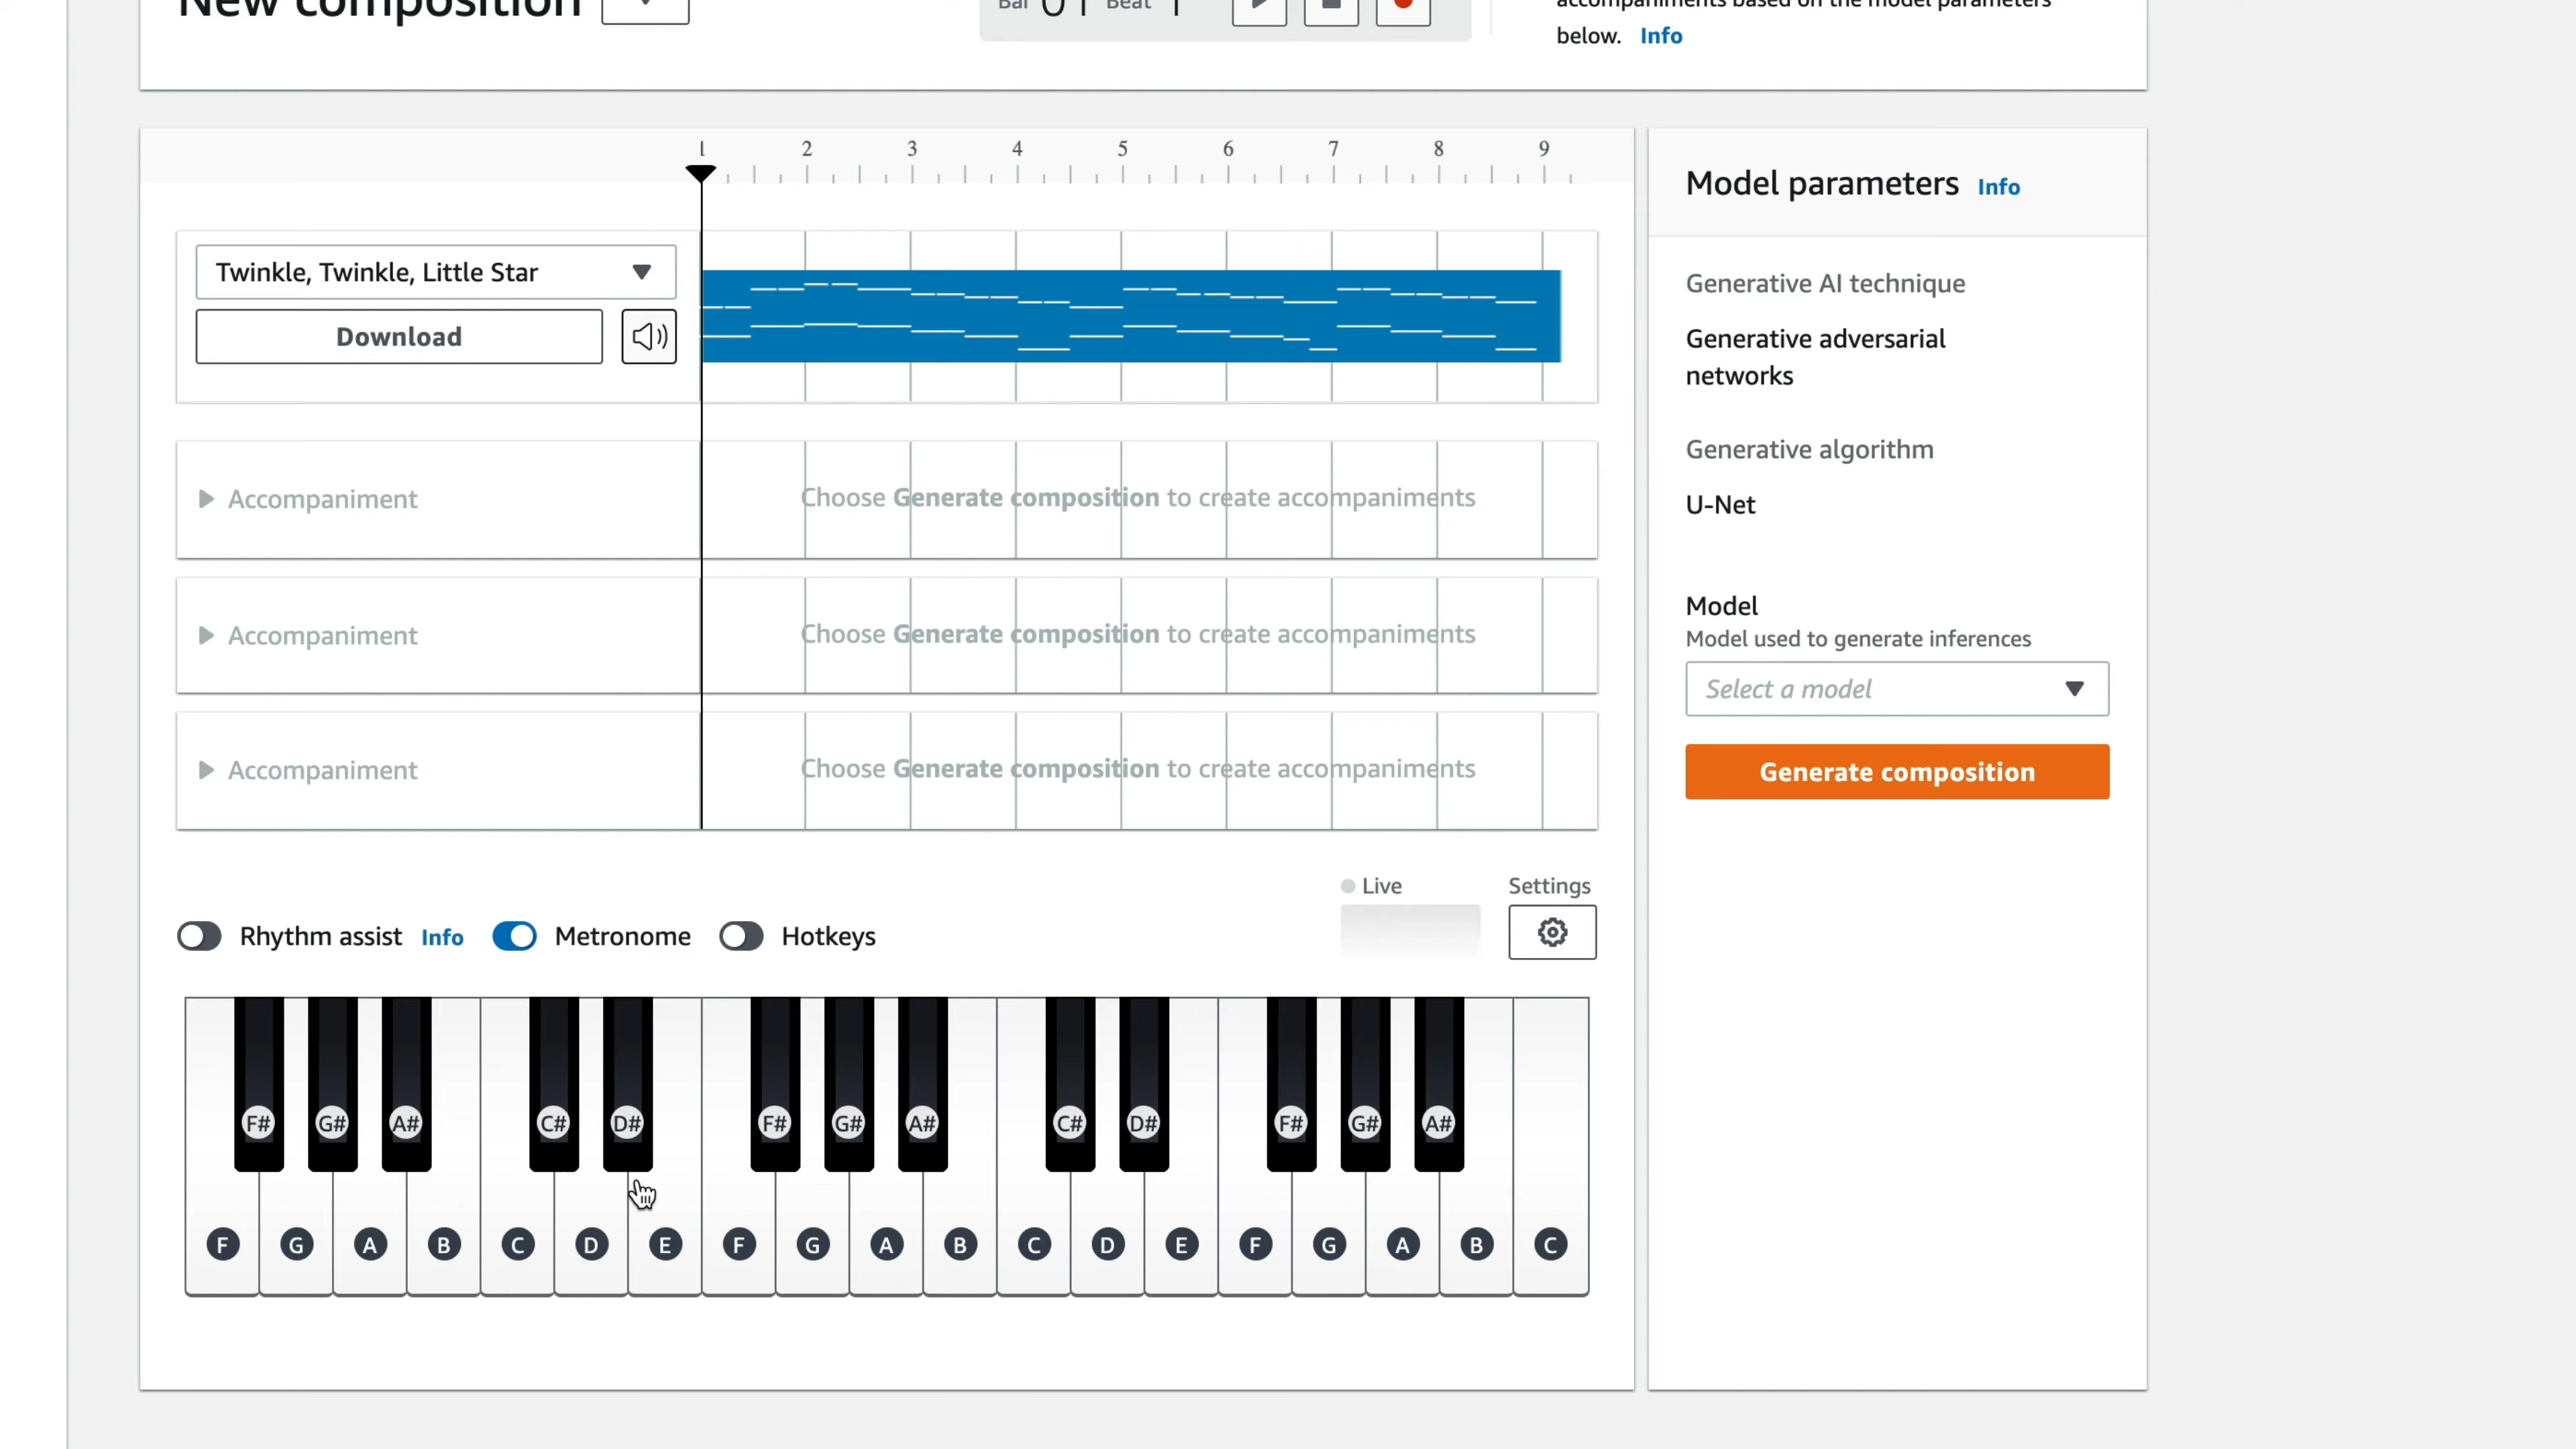 New composition
Bar 01 Beat 1
accompaniments based on the model parameters
below. Info
1 2 3 4 5 6 7 8 9
Twinkle, Twinkle, Little Star
Download
Accompaniment Choose Generate composition to create accompaniments
Accompaniment Choose Generate composition to create accompaniments
Accompaniment Choose Generate composition to create accompaniments
Model parameters Info
Generative AI technique
Generative adversarial
networks
Generative algorithm
U-Net
Model
Model used to generate inferences
Select a model
Generate composition
Live Settings
Rhythm assist Info Metronome Hotkeys
F# G# A# C# D# F# G# A# C# D# F# G# A#
F G A B C D E F G A B C D E F G A B C